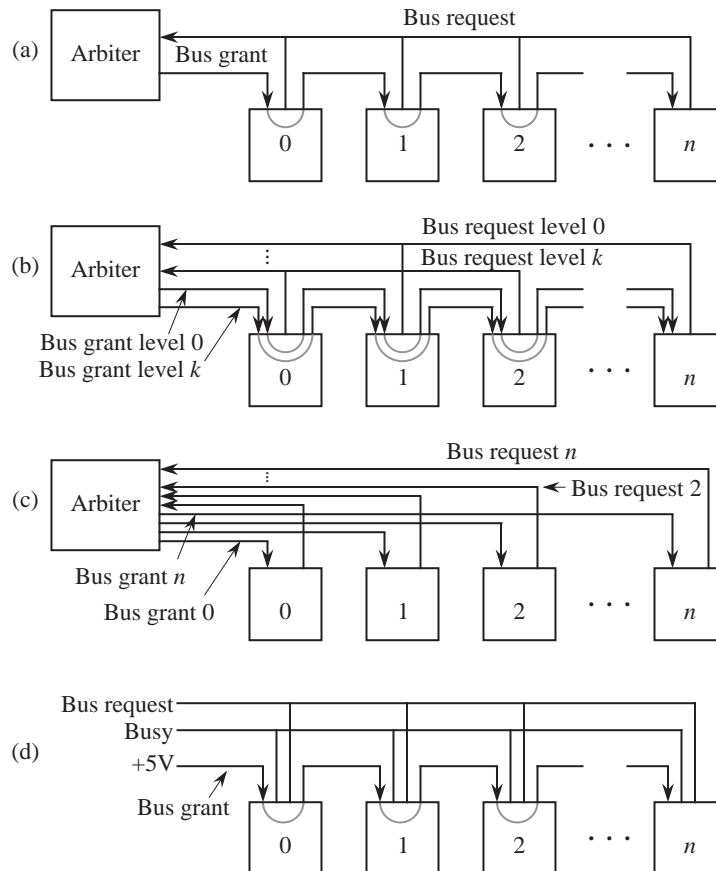 (a)
Arbiter
Bus request
Bus grant
0
1
2
. . .
n
(b)
Arbiter
Bus request level 0
...
Bus request level k
Bus grant level 0
Bus grant level k
0
1
2
. . .
n
(c)
Arbiter
Bus request n
...
Bus request 2
Bus grant n
Bus grant 0
0
1
2
. . .
n
(d)
Bus request
Busy
+5V
Bus grant
0
1
2
. . .
n